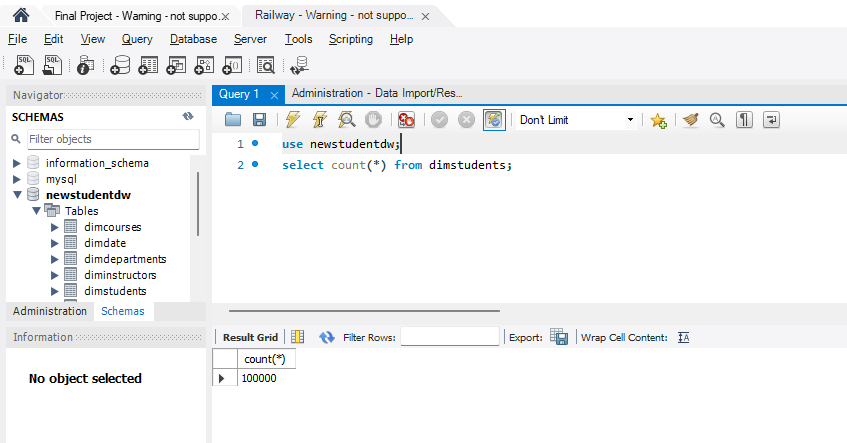 Final Project - Warning - not suppo...
Railway - Warning - not suppo...
File Edit View Query Database Server Tools Scripting Help
Navigator
SCHEMAS
Filter objects
information_schema
mysql
newstudentdw
Tables
dimcourses
dimdate
dimdepartments
diminstructors
dimstudents
Administration Schemas
Information
No object selected
Query 1
Administration - Data Import/Res...
Don't Limit
1 use newstudentdw;
2 select count(*) from dimstudents;
Result Grid Filter Rows: Export: Wrap Cell Content:
count(*)
100000